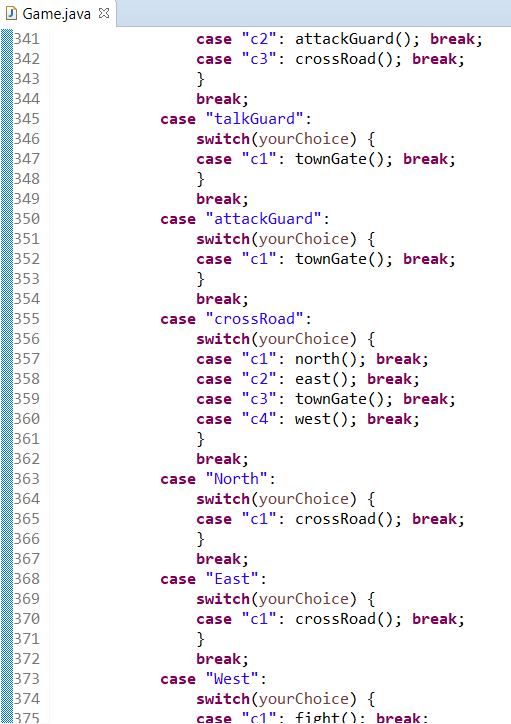 Game.java
341 case "c2": attackGuard(); break;
342 case "c3": crossRoad(); break;
343 }
344 break;
345 case "talkGuard":
346 switch(yourChoice) {
347 case "c1": townGate(); break;
348 }
349 break;
350 case "attackGuard":
351 switch(yourChoice) {
352 case "c1": townGate(); break;
353 }
354 break;
355 case "crossRoad":
356 switch(yourChoice) {
357 case "c1": north(); break;
358 case "c2": east(); break;
359 case "c3": townGate(); break;
360 case "c4": west(); break;
361 }
362 break;
363 case "North":
364 switch(yourChoice) {
365 case "c1": crossRoad(); break;
366 }
367 break;
368 case "East":
369 switch(yourChoice) {
370 case "c1": crossRoad(); break;
371 }
372 break;
373 case "West":
374 switch(yourChoice) {
375 case "c1": fight(); break;